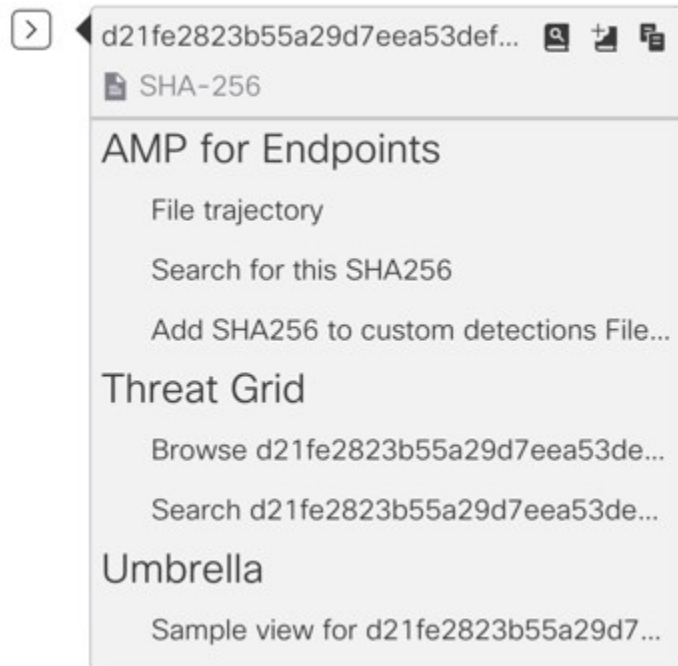 d21fe2823b55a29d7eea53def...
SHA-256
AMP for Endpoints
File trajectory
Search for this SHA256
Add SHA256 to custom detections File...
Threat Grid
Browse d21fe2823b55a29d7eea53de...
Search d21fe2823b55a29d7eea53de...
Umbrella
Sample view for d21fe2823b55a29d7...